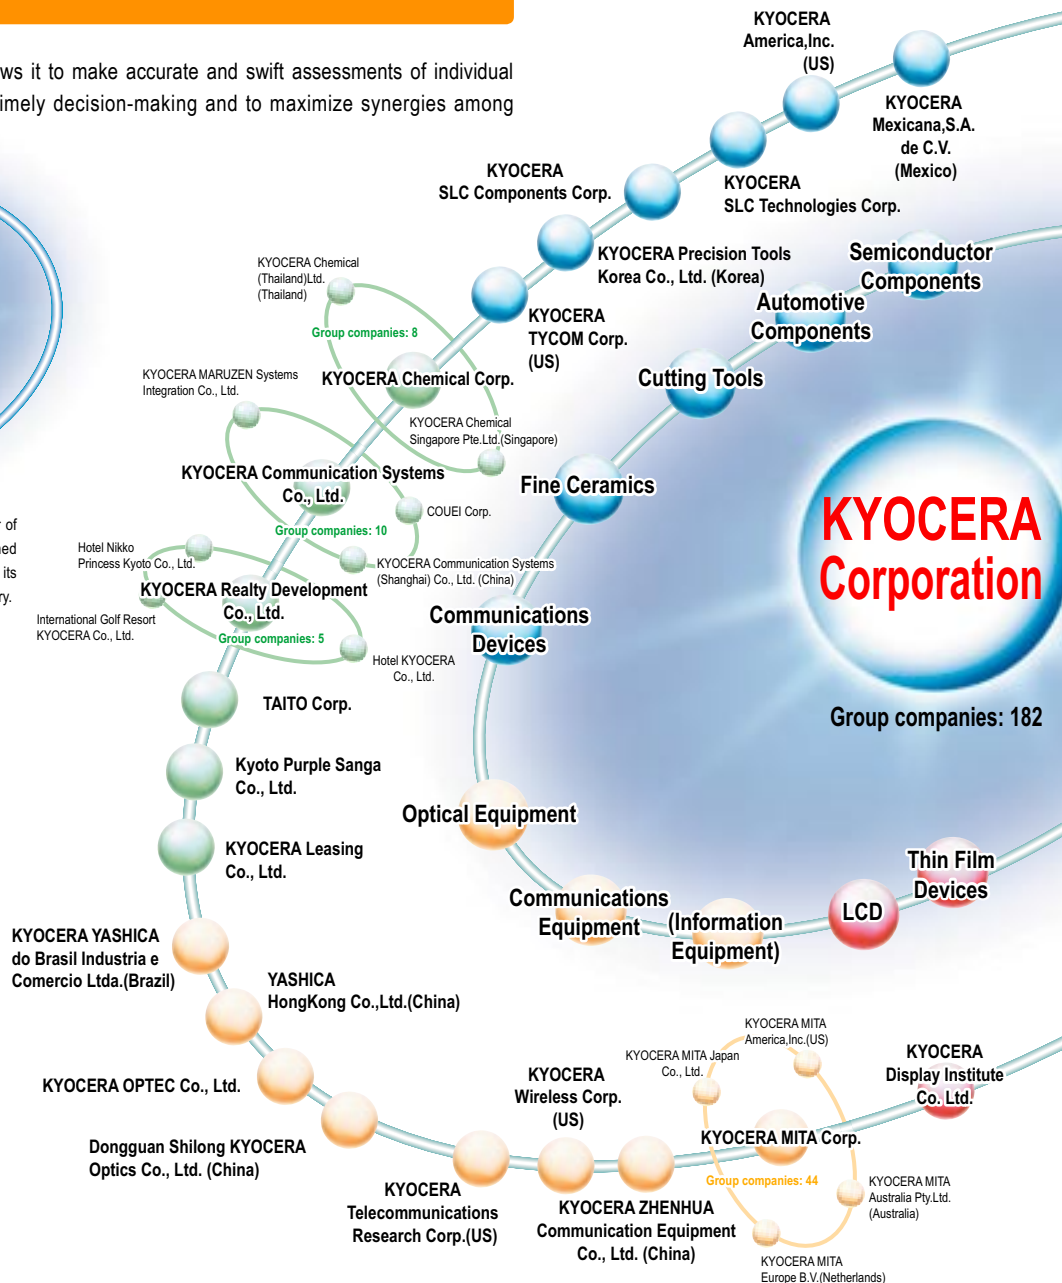 ws it to make accurate and swift assessments of individual
imely decision-making and to maximize synergies among
r of
ned
its
ry.
KYOCERA
America,Inc.
(US)
KYOCERA
Mexicana,S.A.
de C.V.
(Mexico)
KYOCERA
SLC Components Corp.
KYOCERA
SLC Technologies Corp.
KYOCERA Precision Tools
Korea Co., Ltd. (Korea)
KYOCERA
TYCOM Corp.
(US)
Semiconductor
Components
Automotive
Components
Cutting Tools
Fine Ceramics
Communications
Devices
KYOCERA
Corporation
Group companies: 182
KYOCERA Chemical
(Thailand)Ltd.
(Thailand)
Group companies: 8
KYOCERA Chemical Corp.
KYOCERA Chemical
Singapore Pte.Ltd.(Singapore)
KYOCERA MARUZEN Systems
Integration Co., Ltd.
KYOCERA Communication Systems
Co., Ltd.
COUEI Corp.
Group companies: 10
KYOCERA Communication Systems
(Shanghai) Co., Ltd. (China)
Hotel Nikko
Princess Kyoto Co., Ltd.
KYOCERA Realty Development
Co., Ltd.
International Golf Resort
KYOCERA Co., Ltd.
Group companies: 5
Hotel KYOCERA
Co., Ltd.
TAITO Corp.
Kyoto Purple Sanga
Co., Ltd.
KYOCERA Leasing
Co., Ltd.
Optical Equipment
Communications
Equipment
(Information
Equipment)
LCD
Thin Film
Devices
KYOCERA YASHICA
do Brasil Industria e
Comercio Ltda.(Brazil)
YASHICA
HongKong Co.,Ltd.(China)
KYOCERA OPTEC Co., Ltd.
Dongguan Shilong KYOCERA
Optics Co., Ltd. (China)
KYOCERA
Telecommunications
Research Corp.(US)
KYOCERA
Wireless Corp.
(US)
KYOCERA ZHENHUA
Communication Equipment
Co., Ltd. (China)
KYOCERA MITA
America,Inc.(US)
KYOCERA MITA Japan
Co., Ltd.
KYOCERA MITA Corp.
Group companies: 44
KYOCERA MITA
Australia Pty.Ltd.
(Australia)
KYOCERA MITA
Europe B.V.(Netherlands)
KYOCERA
Display Institute
Co. Ltd.